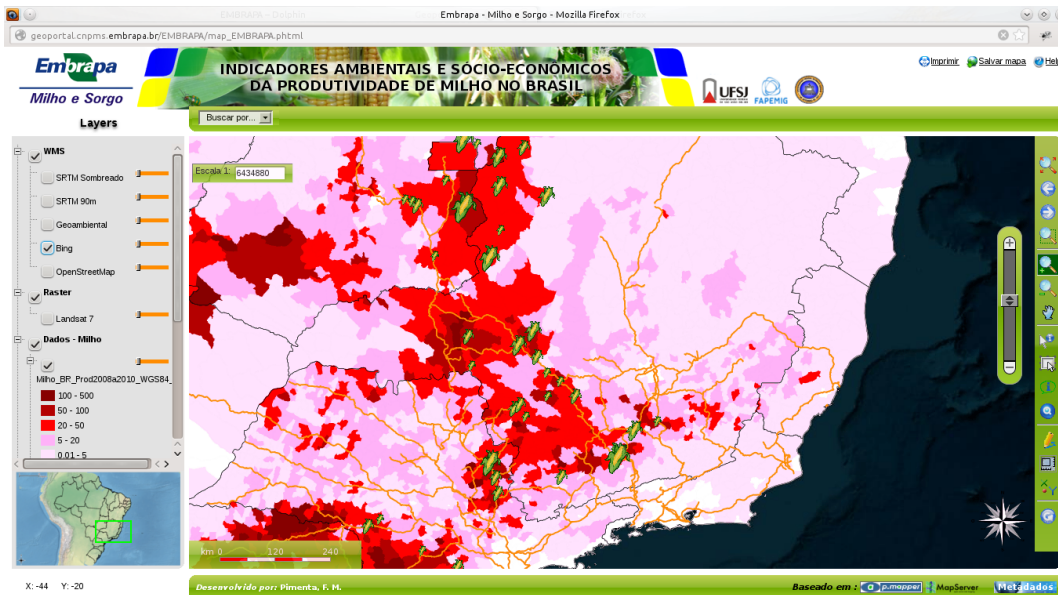 Embrapa - Milho e Sorgo - Mozilla Firefox
geoportal.cnpms.embrapa.br/EMBRAPA/map_EMBRAPA.phtml
Embrapa
Milho e Sorgo
INDICADORES AMBIENTAIS E SÓCIO-ECONÔMICOS
DA PRODUTIVIDADE DE MILHO NO BRASIL
UFSJ
FAPEMIG
Imprimir
Salvar mapa
Help
Layers
Buscar por...
WMS
SRTM Sombreado
SRTM 90m
Geoambiental
Bing
OpenStreetMap
Raster
Landsat 7
Dados - Milho
Milho_BR_Prod2008a2010_WGS84_
100 - 500
50 - 100
20 - 50
5 - 20
0.01 - 5
Escala 1: 6434880
km 0 120 240
X: -44 Y: -20
Desenvolvido por: Pimenta, F. M.
Baseado em : p.mapper MapServer Metadados